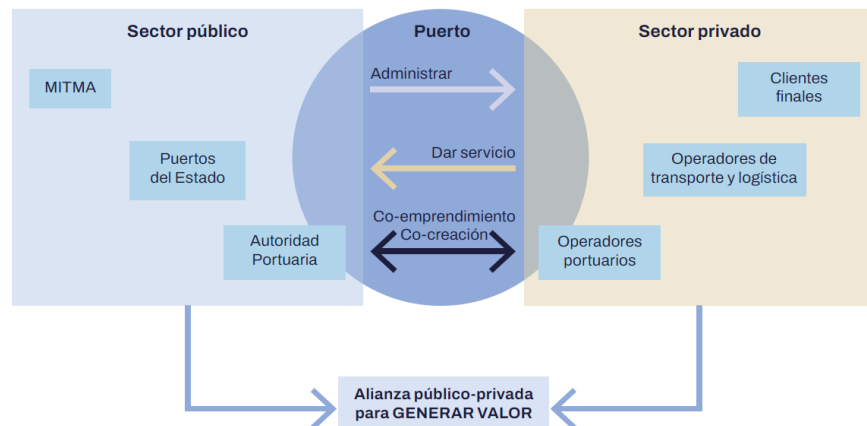 Sector público
Puerto
Sector privado
MITMA
Administrar
Clientes
finales
Puertos
del Estado
Dar servicio
Operadores de
transporte y logística
Autoridad
Portuaria
Co-emprendimiento
Co-creación
Operadores
portuarios
Alianza público-privada
para GENERAR VALOR